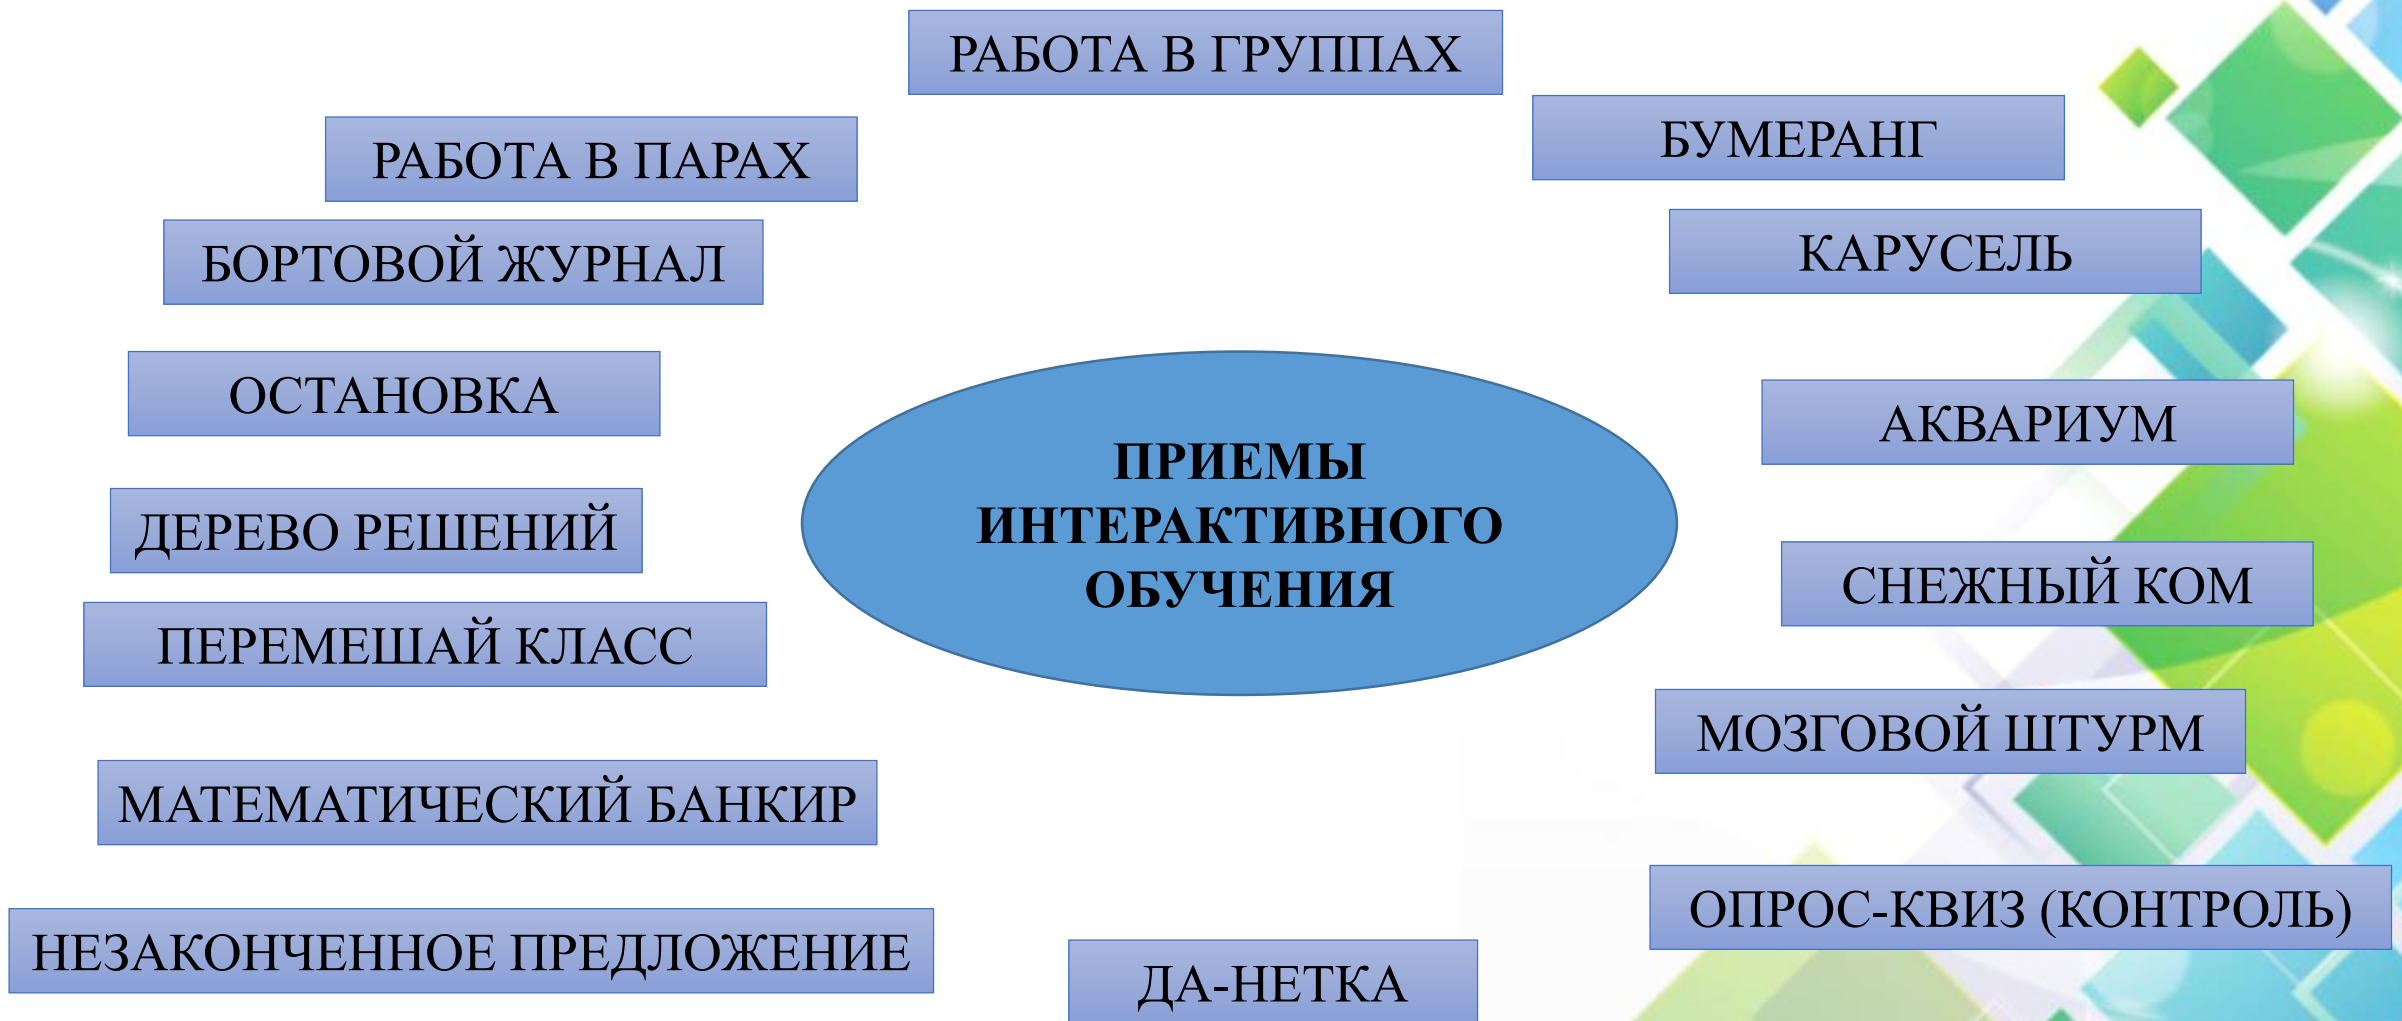 РАБОТА В ГРУППАХ
БУМЕРАНГ
РАБОТА В ПАРАХ
КАРУСЕЛЬ
БОРТОВОЙ ЖУРНАЛ
ОСТАНОВКА
АКВАРИУМ
ПРИЕМЫ
ИНТЕРАКТИВНОГО
ОБУЧЕНИЯ
ДЕРЕВО РЕШЕНИЙ
СНЕЖНЫЙ КОМ
ПЕРЕМЕШАЙ КЛАСС
МОЗГОВОЙ ШТУРМ
МАТЕМАТИЧЕСКИЙ БАНКИР
ОПРОС-КВИЗ (КОНТРОЛЬ)
НЕЗАКОНЧЕННОЕ ПРЕДЛОЖЕНИЕ
ДА-НЕТКА